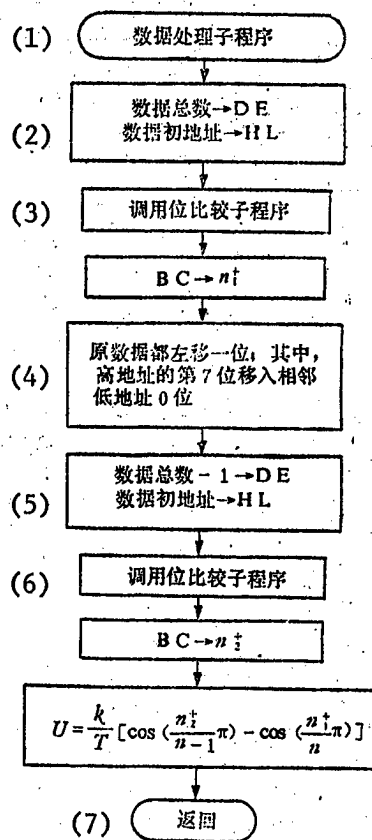 (1) 数据处理子程序
数据总数→DE
(2) 数据初地址→HL
(3) 调用位比较子程序
BC→n₁⁺
原数据都左移一位,其中,
(4) 高地址的第7位移入相邻
低地址0位
数据总数-1→DE
(5) 数据初地址→HL
(6) 调用位比较子程序
BC→n₂⁺
U=k/T[cos(n₂⁺/n-1 π)-cos(n₁⁺/n π)]
(7) 返回